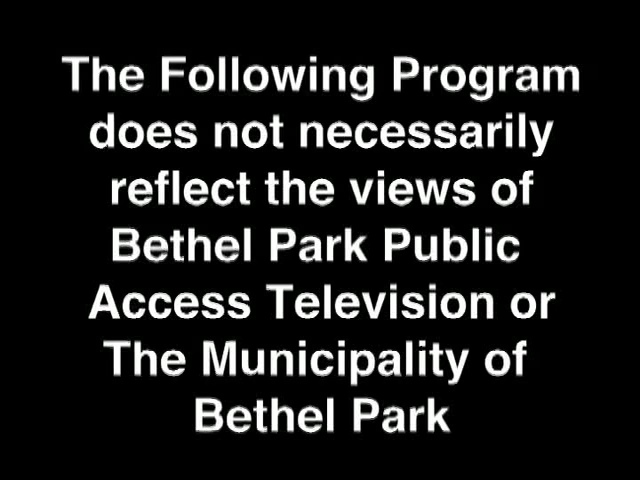 The Following Program
does not necessarily
reflect the views of
Bethel Park Public
Access Television or
The Municipality of
Bethel Park